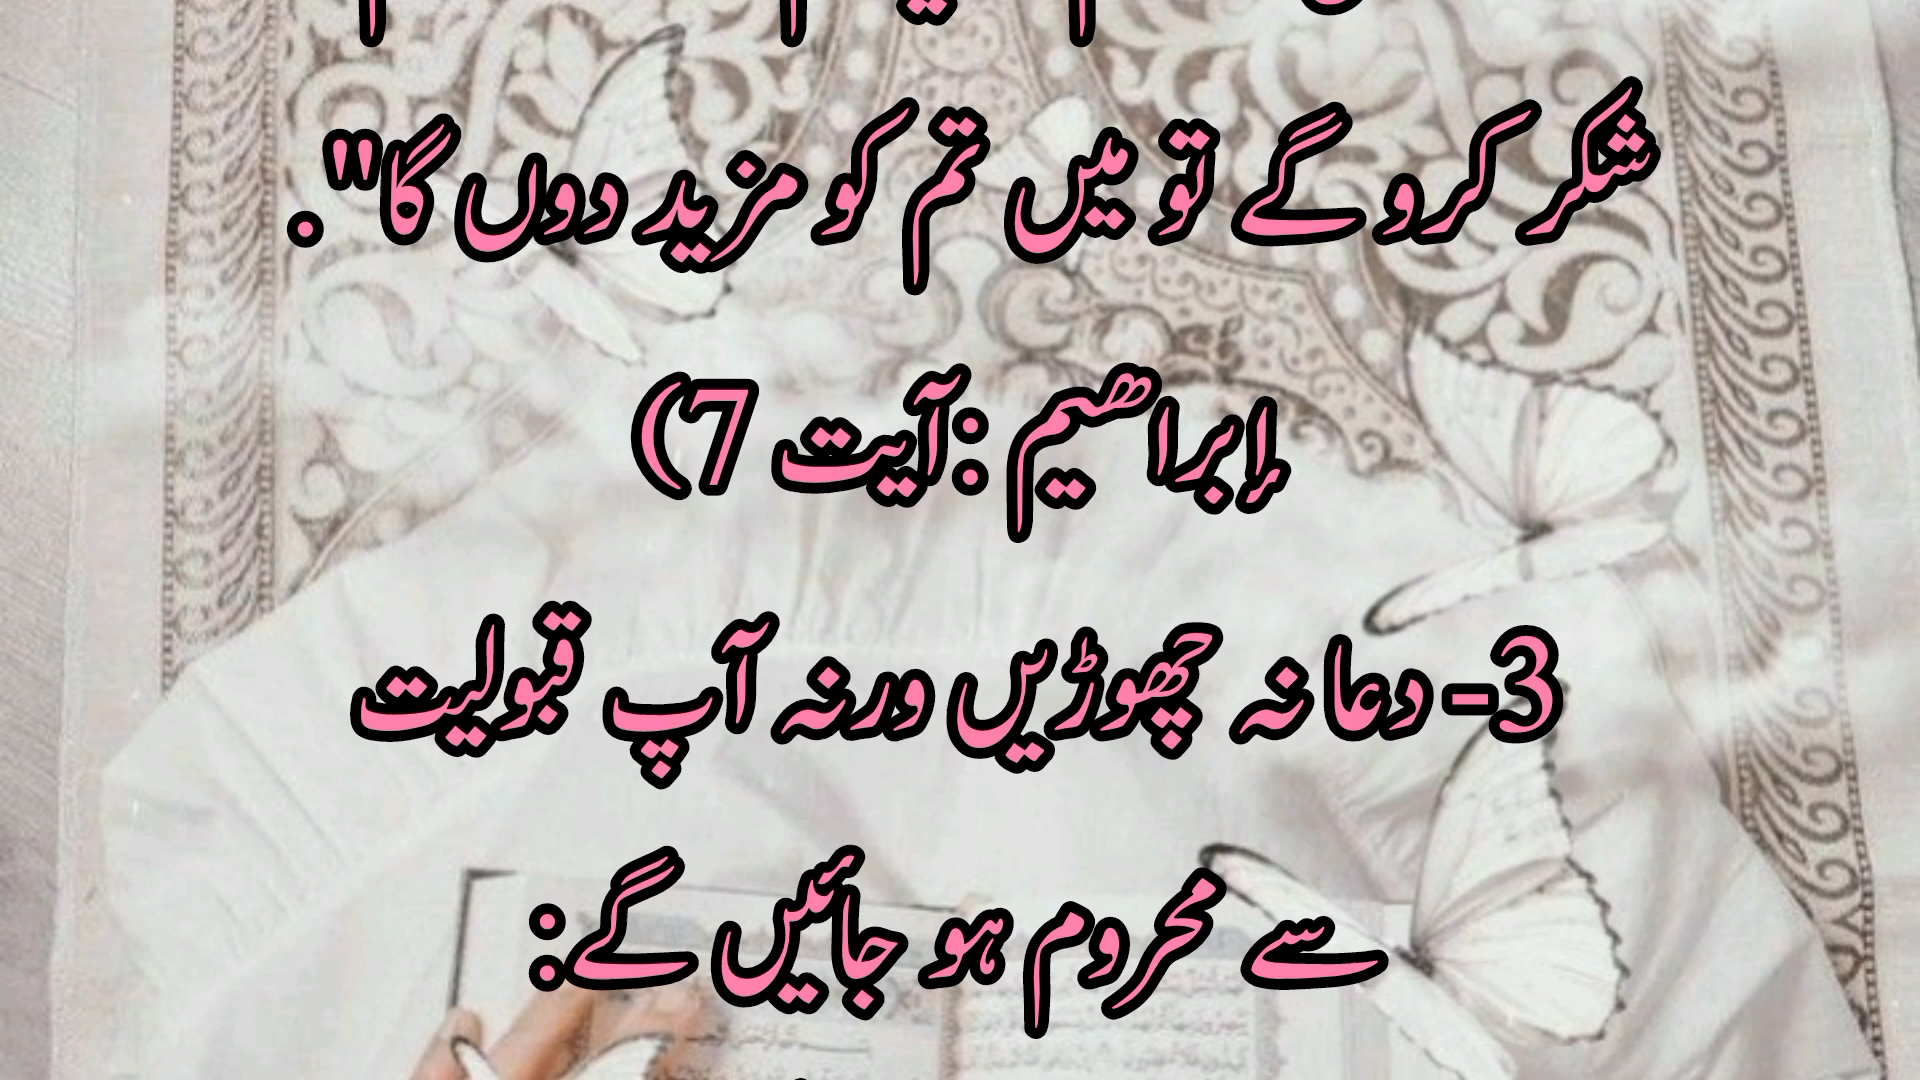 شکر کرو گے تو میں تم کو مزید دوں گا".
إبراهيم :آیت 7)
3- دعا نہ چھوڑیں ورنہ آپ قبولیت
سے محروم ہو جائیں گے: